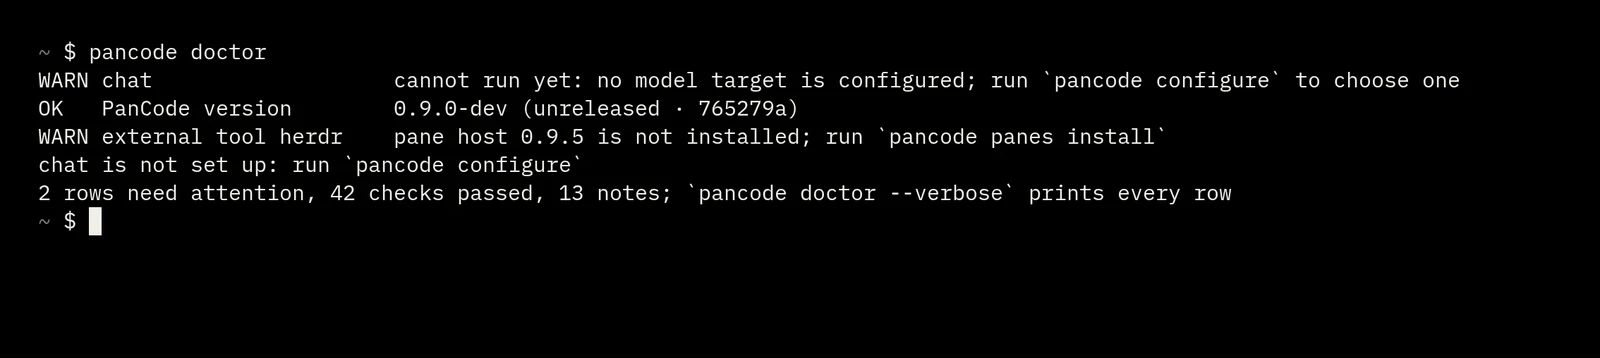 ~ $ pancode doctor
WARN chat                   cannot run yet: no model target is configured; run `pancode configure` to choose one
OK   PanCode version        0.9.0-dev (unreleased · 765279a)
WARN external tool herdr    pane host 0.9.5 is not installed; run `pancode panes install`
chat is not set up: run `pancode configure`
2 rows need attention, 42 checks passed, 13 notes; `pancode doctor --verbose` prints every row
~ $